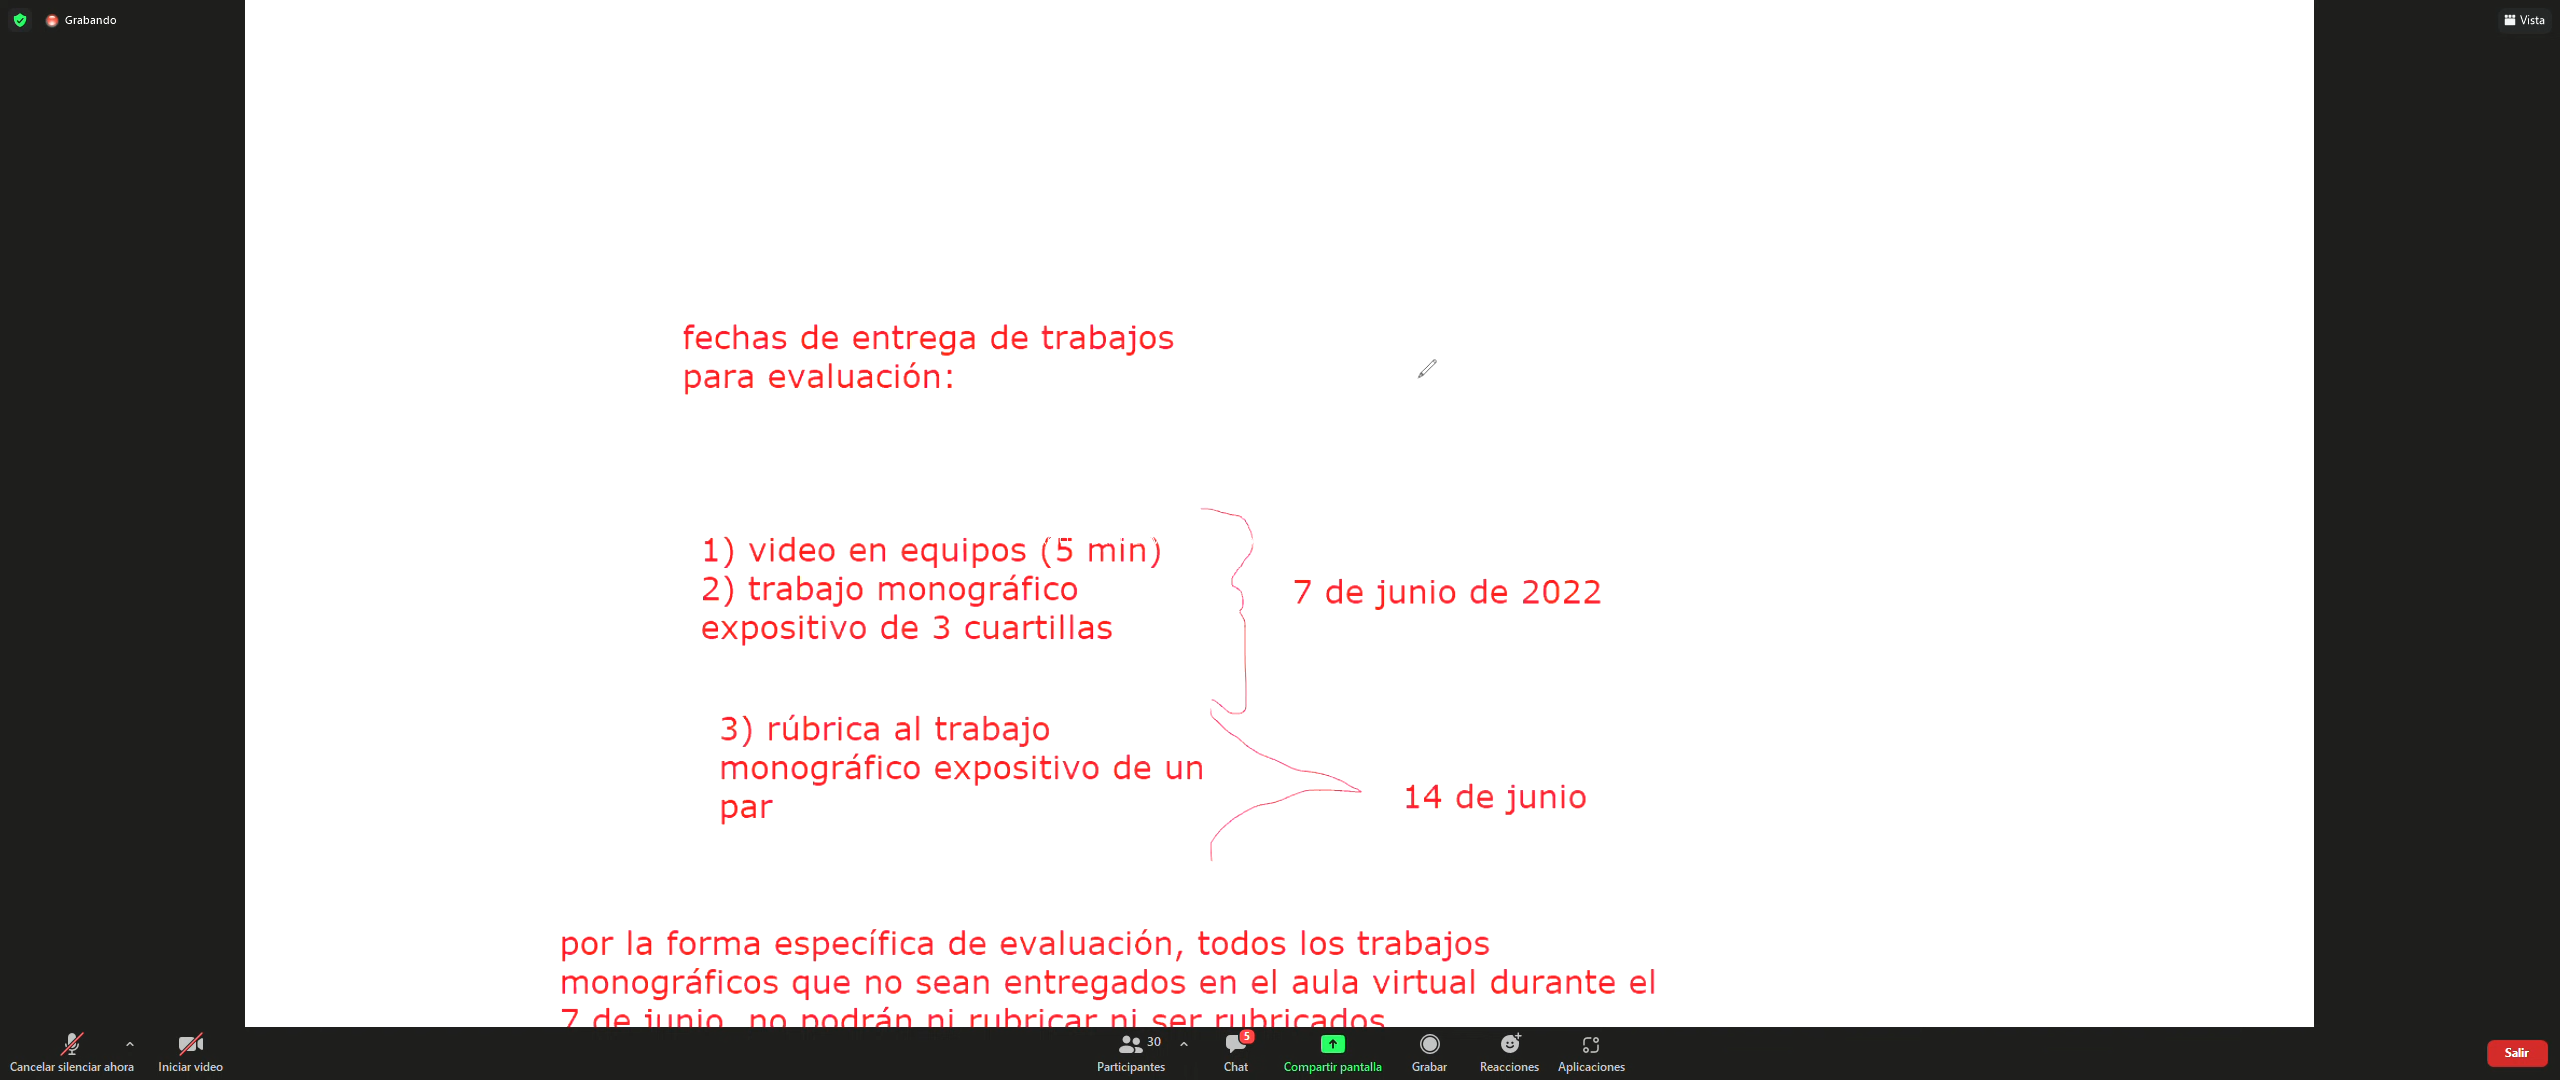 Grabando
Vista
fechas de entrega de trabajos
para evaluación:
1) video en equipos (5 min)
2) trabajo monográfico
expositivo de 3 cuartillas
7 de junio de 2022
3) rúbrica al trabajo
monográfico expositivo de un
par
14 de junio
por la forma específica de evaluación, todos los trabajos
monográficos que no sean entregados en el aula virtual durante el
7 de junio, no podrán ni rubricar ni ser rubricados
Cancelar silenciar ahora
Iniciar video
30
Participantes
5
Chat
Compartir pantalla
Grabar
Reacciones
Aplicaciones
Salir